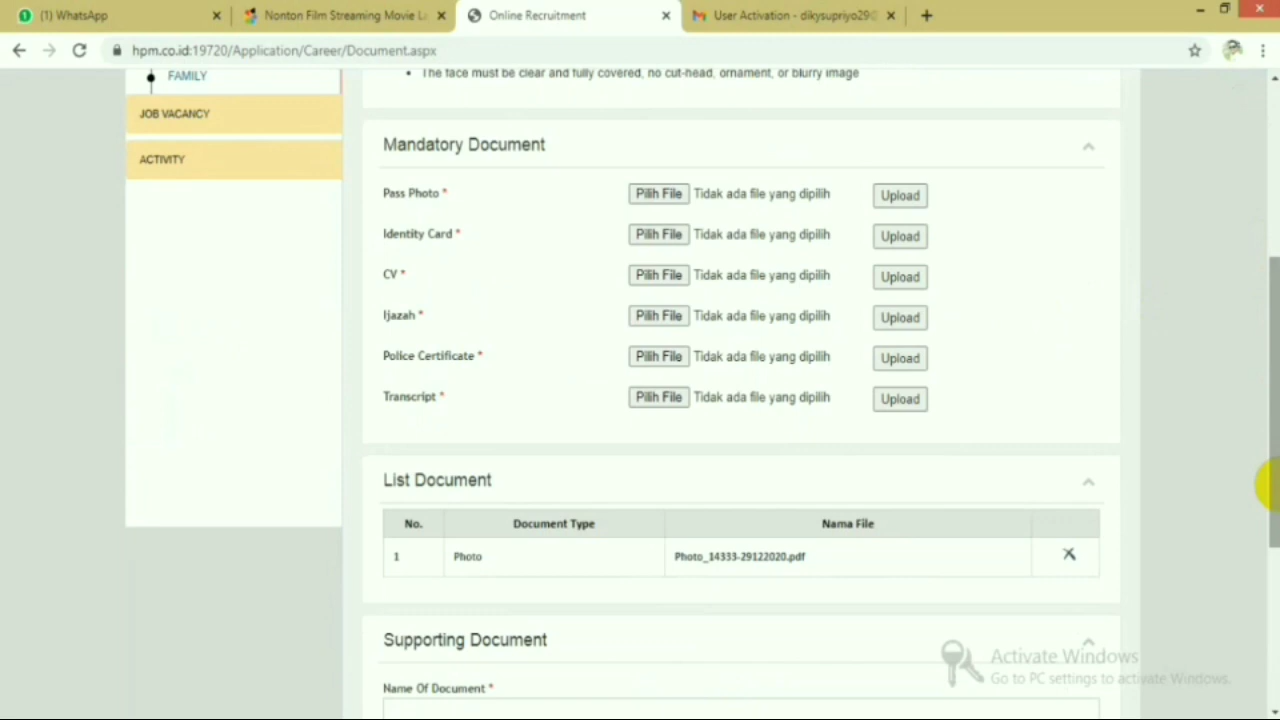 (1) WhatsApp
Nonton Film Streaming Movie La
Online Recruitment
User Activation - dikysupriyo29@
hpm.co.id:19720/Application/Career/Document.aspx
FAMILY
JOB VACANCY
ACTIVITY
• The face must be clear and fully covered, no cut-head, ornament, or blurry image
Mandatory Document
Pass Photo * Pilih File Tidak ada file yang dipilih Upload
Identity Card * Pilih File Tidak ada file yang dipilih Upload
CV * Pilih File Tidak ada file yang dipilih Upload
Ijazah * Pilih File Tidak ada file yang dipilih Upload
Police Certificate * Pilih File Tidak ada file yang dipilih Upload
Transcript * Pilih File Tidak ada file yang dipilih Upload
List Document
No. Document Type Nama File
1 Photo Photo_14333-29122020.pdf
Supporting Document
Name Of Document *
Activate Windows
Go to PC settings to activate Windows.